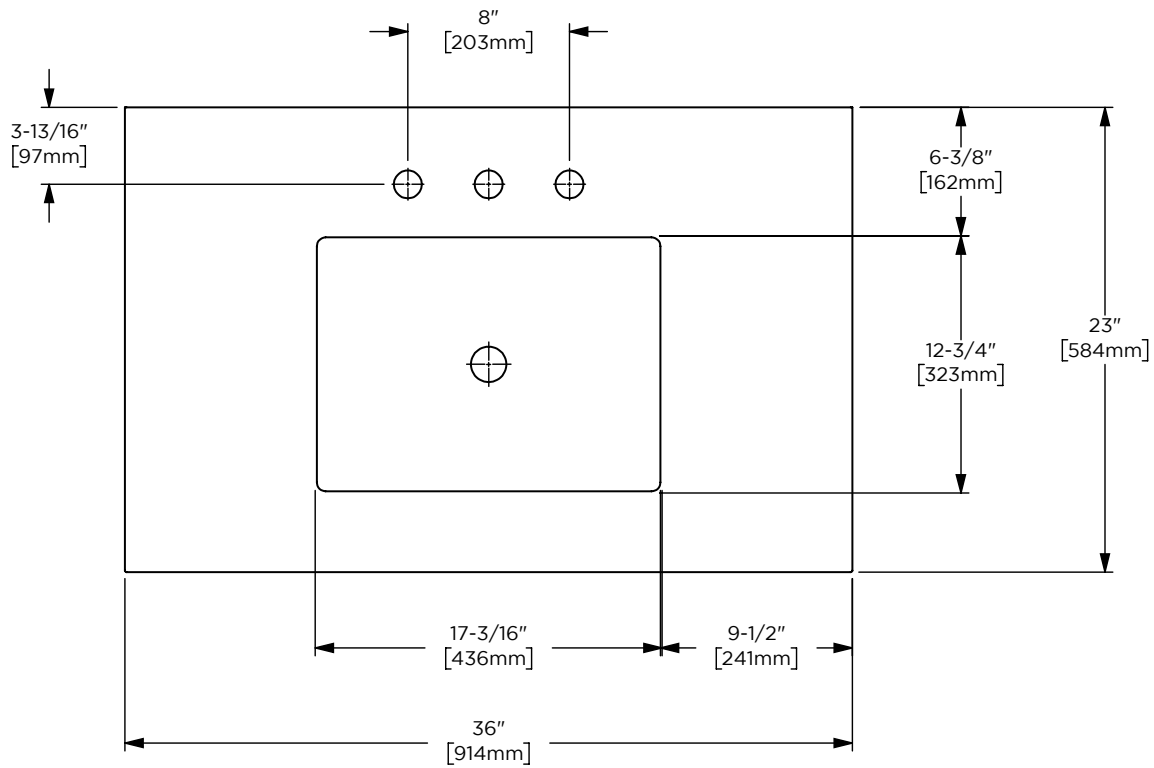 8"
[203mm]
3-13/16"
[97mm]
6-3/8"
[162mm]
23"
[584mm]
12-3/4"
[323mm]
17-3/16"
[436mm]
9-1/2"
[241mm]
36"
[914mm]